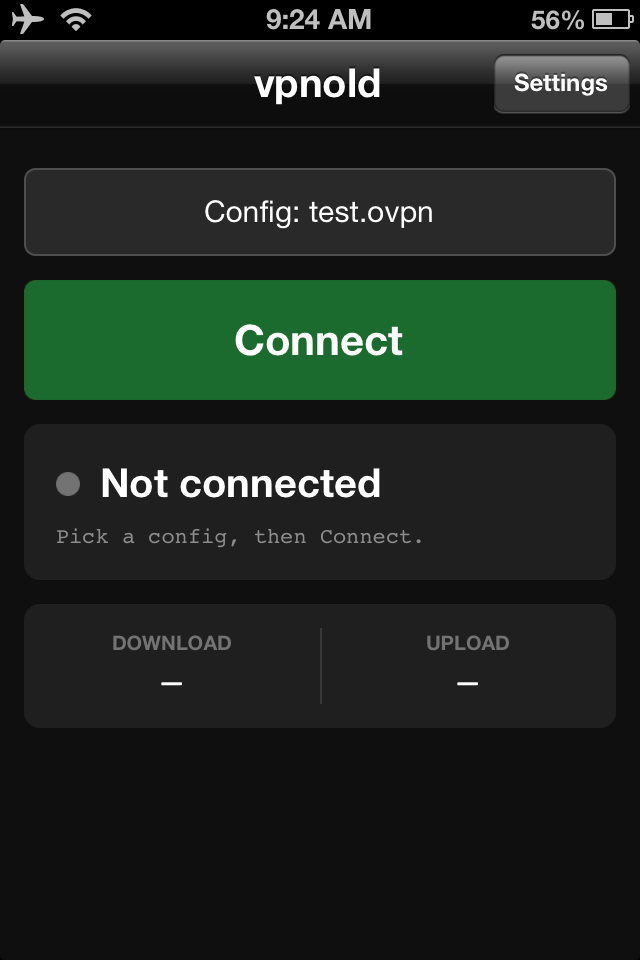 9:24 AM
56%
vpnold
Settings
Config: test.ovpn
Connect
Not connected
Pick a config, then Connect.
DOWNLOAD
UPLOAD
—
—